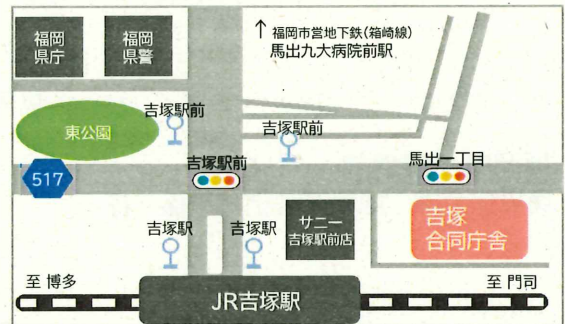 ↑ 福岡市営地下鉄(箱崎線)
馬出九大病院前駅
福岡
県庁
福岡
県警
吉塚駅前
東公園
吉塚駅前
吉塚駅前
馬出一丁目
517
吉塚駅
吉塚駅
サニー
吉塚駅前店
吉塚
合同庁舎
至 博多
至 門司
JR吉塚駅